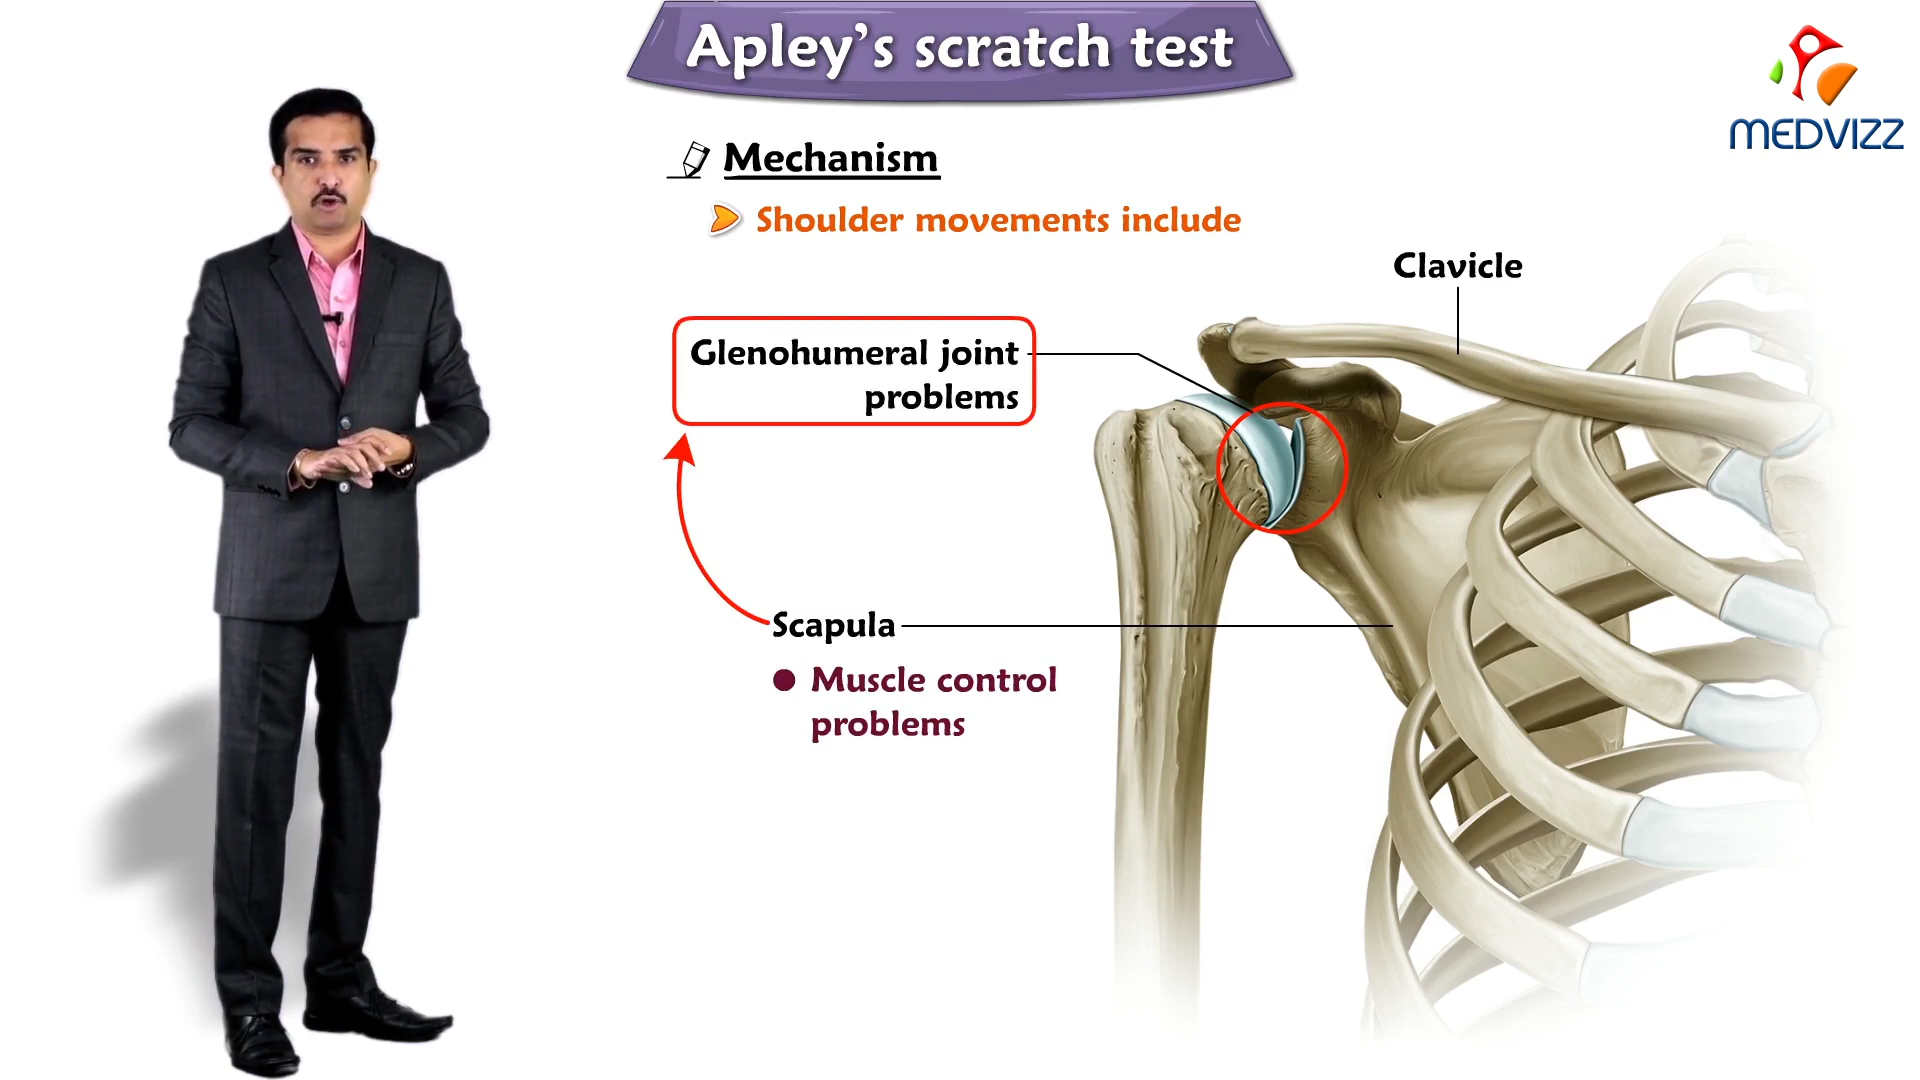 Apley's scratch test
MEDVIZZ
Mechanism
Shoulder movements include
Clavicle
Glenohumeral joint
problems
Scapula
● Muscle control
problems